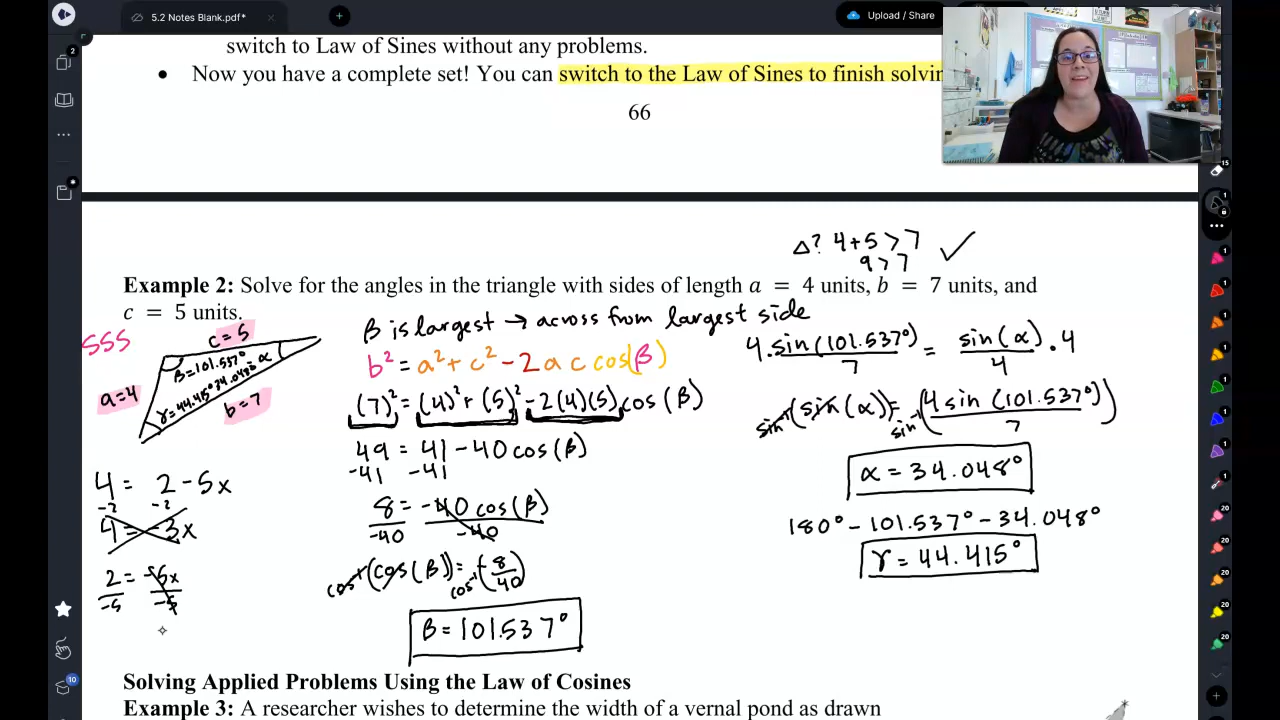 5.2 Notes Blank.pdf*
Upload / Share
switch to Law of Sines without any problems.
• Now you have a complete set! You can switch to the Law of Sines to finish solvin
66
Δ? 4+5 > 7 ✓
9 > 7
Example 2: Solve for the angles in the triangle with sides of length a = 4 units, b = 7 units, and
c = 5 units.
SSS
c = 5
β=101.537°
34.048°= α
a=4
γ=44.415°
b=7
β is largest → across from largest side
b² = a² + c² - 2 a c cos(β)
(7)² = (4)² + (5)² - 2(4)(5) cos (β)
49 = 41 - 40 cos(β)
-41 -41
8 = -40 cos(β)
-40 -40
cos⁻¹(cos(β)) = cos⁻¹(-8/40)
β = 101.537°
4 = 2 - 5x
-2 -2
4 = -3x
2 = -5x
-5 -5
4 · sin(101.537°)/7 = sin(α)/4 · 4
sin⁻¹(sin(α)) = sin⁻¹(4 sin(101.537°)/7)
α = 34.048°
180° - 101.537° - 34.048°
γ = 44.415°
Solving Applied Problems Using the Law of Cosines
Example 3: A researcher wishes to determine the width of a vernal pond as drawn